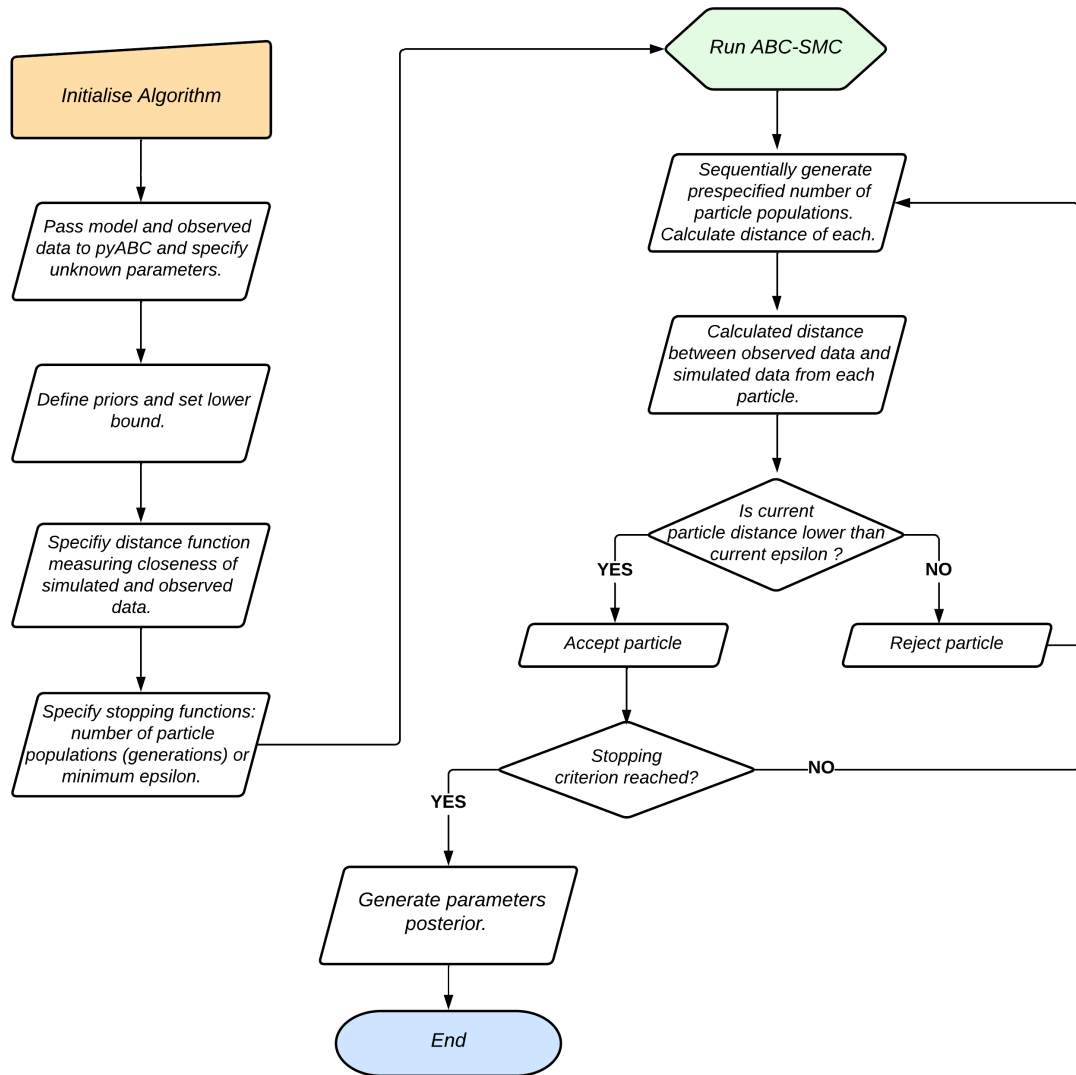 Initialise Algorithm
Pass model and observed
data to pyABC and specify
unknown parameters.
Define priors and set lower
bound.
Specifiy distance function
measuring closeness of
simulated and observed
data.
Specify stopping functions:
number of particle
populations (generations) or
minimum epsilon.
Run ABC-SMC
Sequentially generate
prespecified number of
particle populations.
Calculate distance of each.
Calculated distance
between observed data and
simulated data from each
particle.
Is current
particle distance lower than
current epsilon ?
YES
NO
Accept particle
Reject particle
Stopping
criterion reached?
NO
YES
Generate parameters
posterior.
End